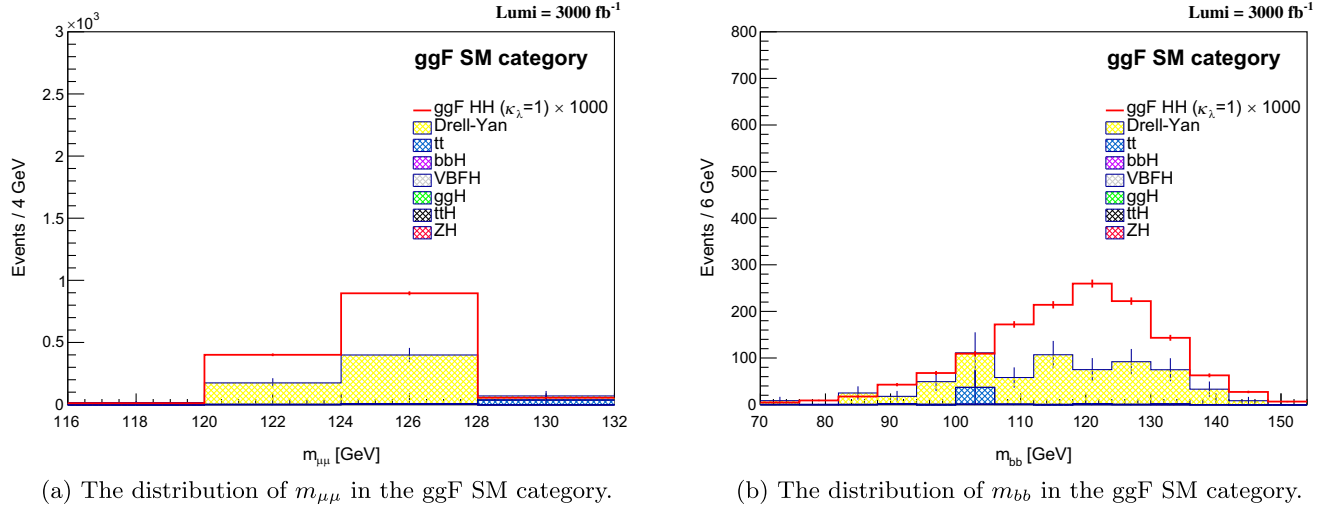 Lumi = 3000 fb⁻¹
×10³
ggF SM category
ggF HH (κλ=1) × 1000
Drell-Yan
tt
bbH
VBFH
ggH
ttH
ZH
Events / 4 GeV
3
2.5
2
1.5
1
0.5
0
116 118 120 122 124 126 128 130 132
mμμ [GeV]
(a) The distribution of mμμ in the ggF SM category.
Lumi = 3000 fb⁻¹
ggF SM category
ggF HH (κλ=1) × 1000
Drell-Yan
tt
bbH
VBFH
ggH
ttH
ZH
Events / 6 GeV
800
700
600
500
400
300
200
100
0
70 80 90 100 110 120 130 140 150
mbb [GeV]
(b) The distribution of mbb in the ggF SM category.